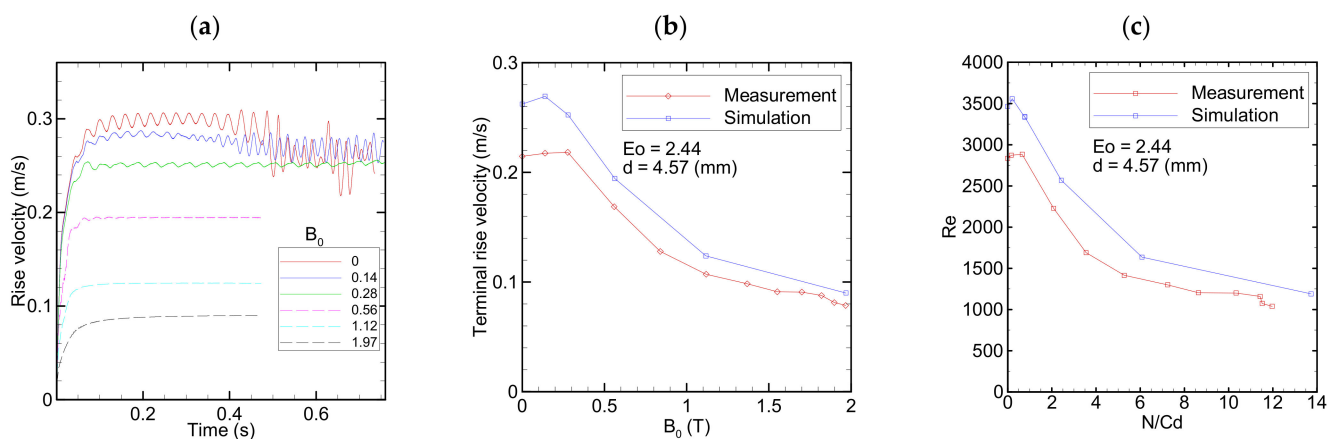 (a)
0.3
0.2
0.1
0
0.2
0.4
0.6
Rise velocity (m/s)
Time (s)
B0
0
0.14
0.28
0.56
1.12
1.97
(b)
0.3
0.2
0.1
0
0
0.5
1
1.5
2
Terminal rise velocity (m/s)
B0 (T)
Measurement
Simulation
Eo = 2.44
d = 4.57 (mm)
(c)
4000
3500
3000
2500
2000
1500
1000
500
0
0
2
4
6
8
10
12
14
Re
N/Cd
Measurement
Simulation
Eo = 2.44
d = 4.57 (mm)